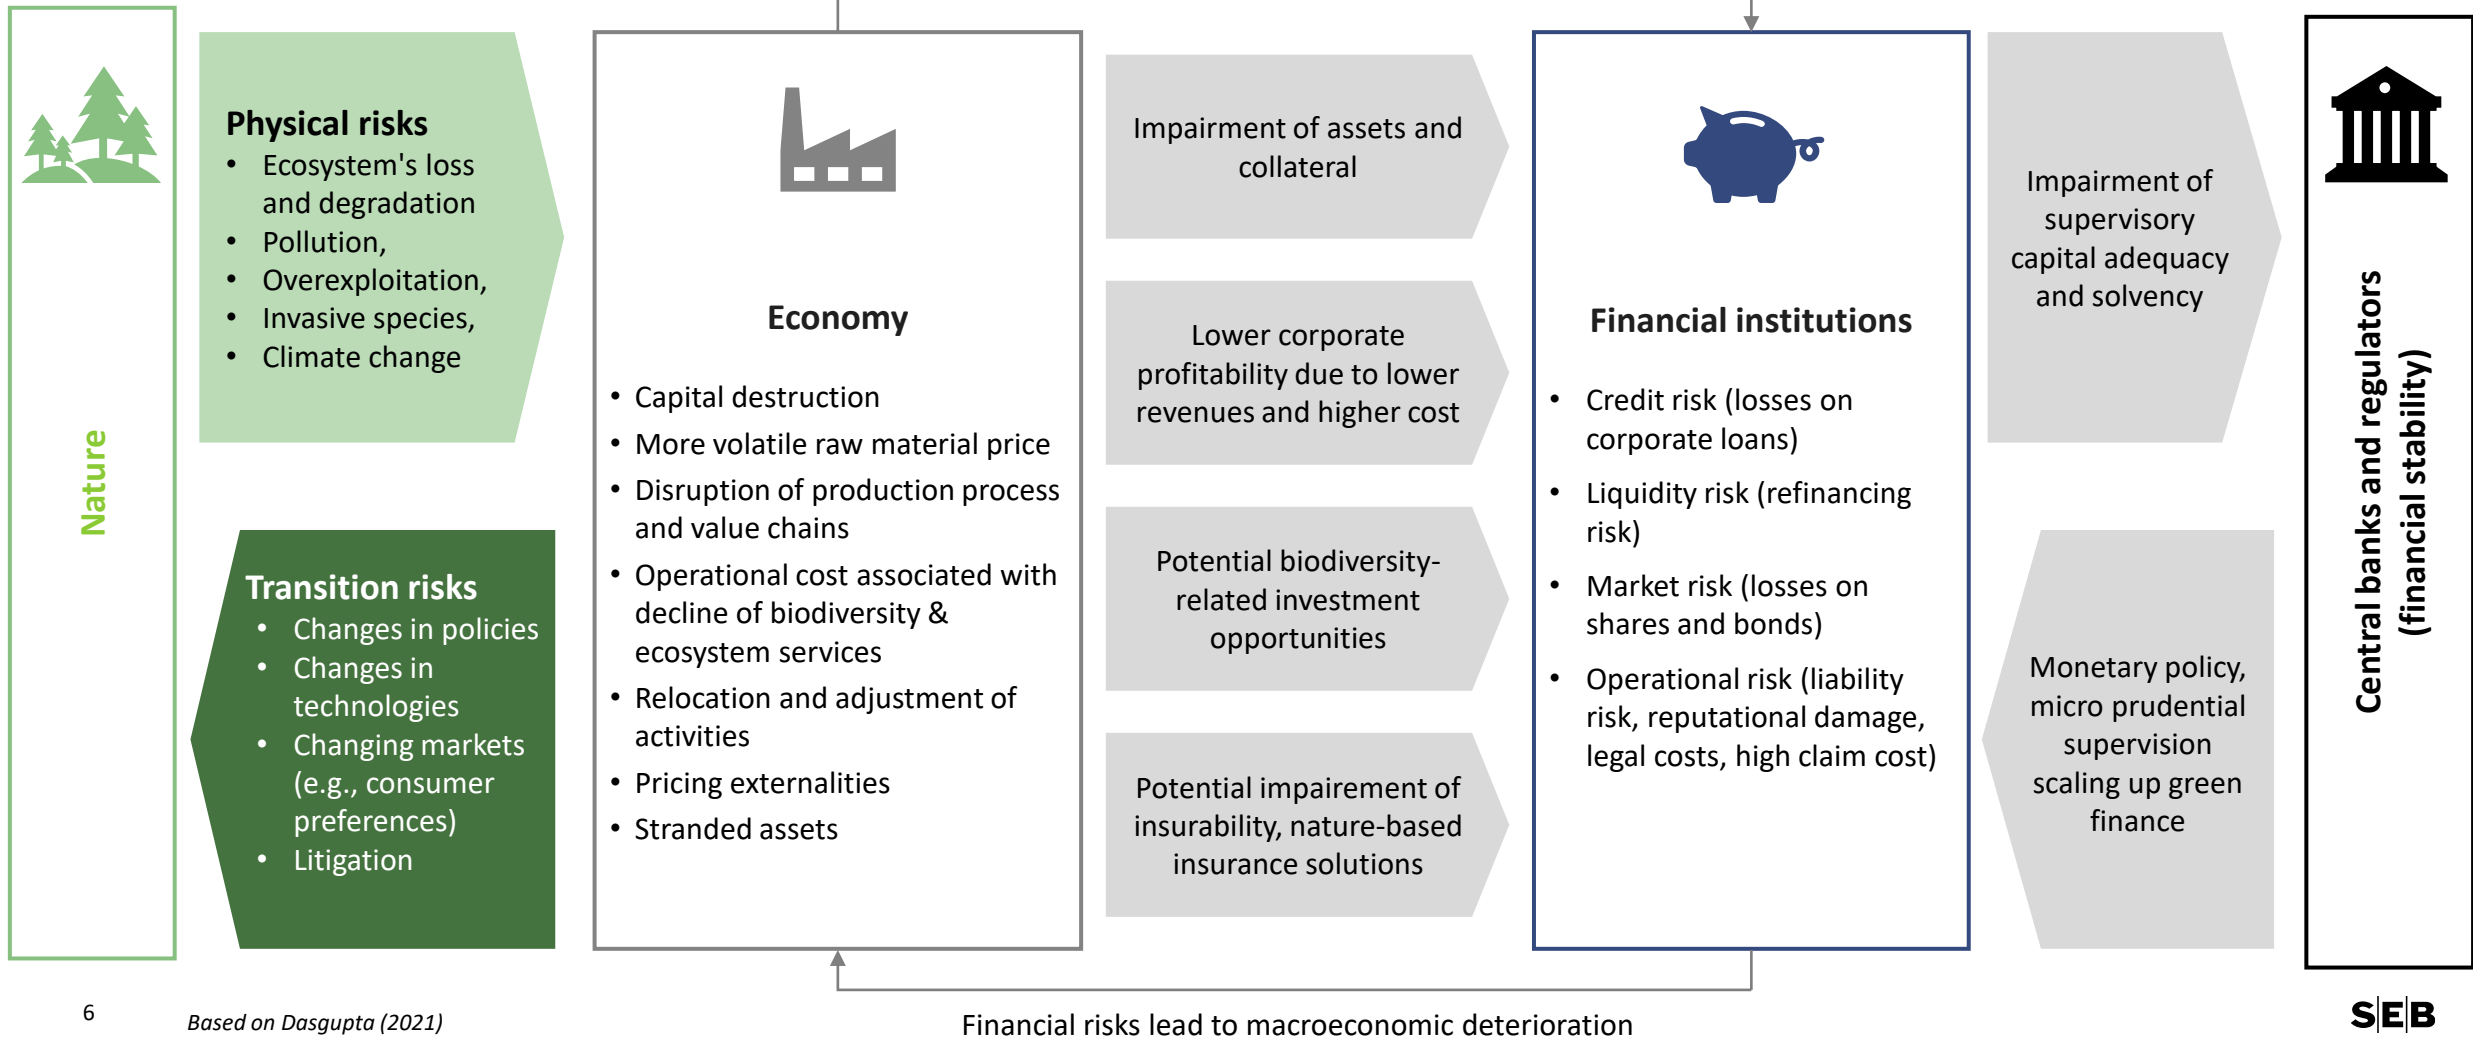 Nature
Physical risks
• Ecosystem's loss
and degradation
• Pollution,
• Overexploitation,
• Invasive species,
• Climate change
Transition risks
• Changes in policies
• Changes in
technologies
• Changing markets
(e.g., consumer
preferences)
• Litigation
Economy
• Capital destruction
• More volatile raw material price
• Disruption of production process
and value chains
• Operational cost associated with
decline of biodiversity &
ecosystem services
• Relocation and adjustment of
activities
• Pricing externalities
• Stranded assets
Impairment of assets and
collateral
Lower corporate
profitability due to lower
revenues and higher cost
Potential biodiversity-
related investment
opportunities
Potential impairement of
insurability, nature-based
insurance solutions
Financial institutions
• Credit risk (losses on
corporate loans)
• Liquidity risk (refinancing
risk)
• Market risk (losses on
shares and bonds)
• Operational risk (liability
risk, reputational damage,
legal costs, high claim cost)
Impairment of
supervisory
capital adequacy
and solvency
Monetary policy,
micro prudential
supervision
scaling up green
finance
Central banks and regulators
(financial stability)
6
Based on Dasgupta (2021)
Financial risks lead to macroeconomic deterioration
SEB